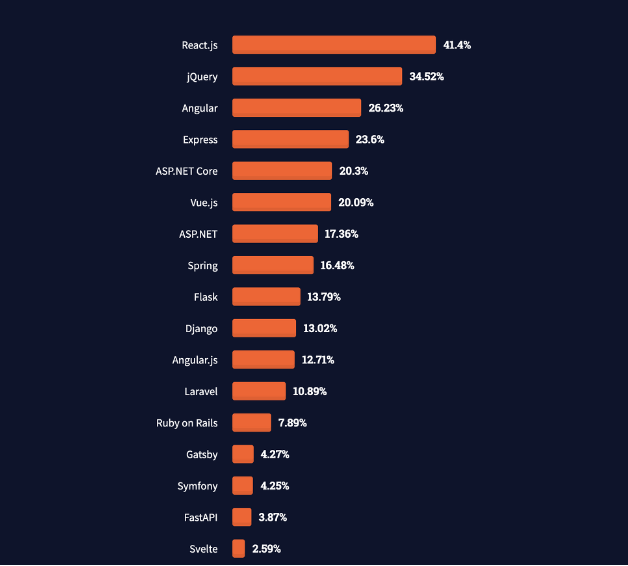 React.js 41.4%
jQuery 34.52%
Angular 26.23%
Express 23.6%
ASP.NET Core 20.3%
Vue.js 20.09%
ASP.NET 17.36%
Spring 16.48%
Flask 13.79%
Django 13.02%
Angular.js 12.71%
Laravel 10.89%
Ruby on Rails 7.89%
Gatsby 4.27%
Symfony 4.25%
FastAPI 3.87%
Svelte 2.59%